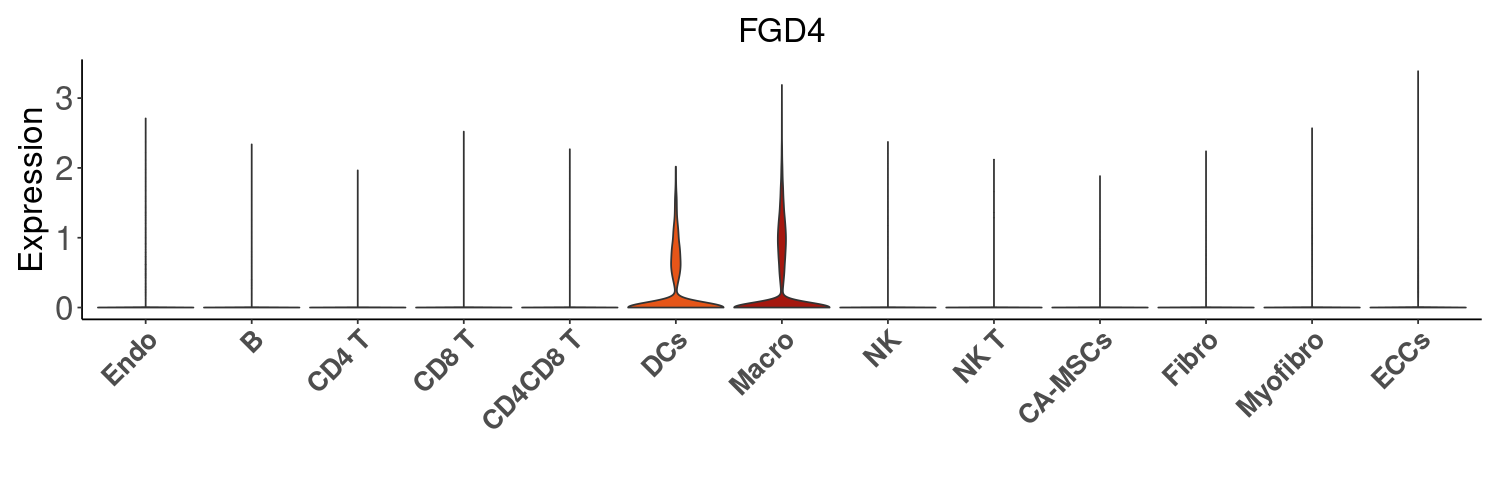 FGD4
Expression
3
2
1
0
Endo
B
CD4 T
CD8 T
CD4CD8 T
DCs
Macro
NK
NK T
CA-MSCs
Fibro
Myofibro
ECCs